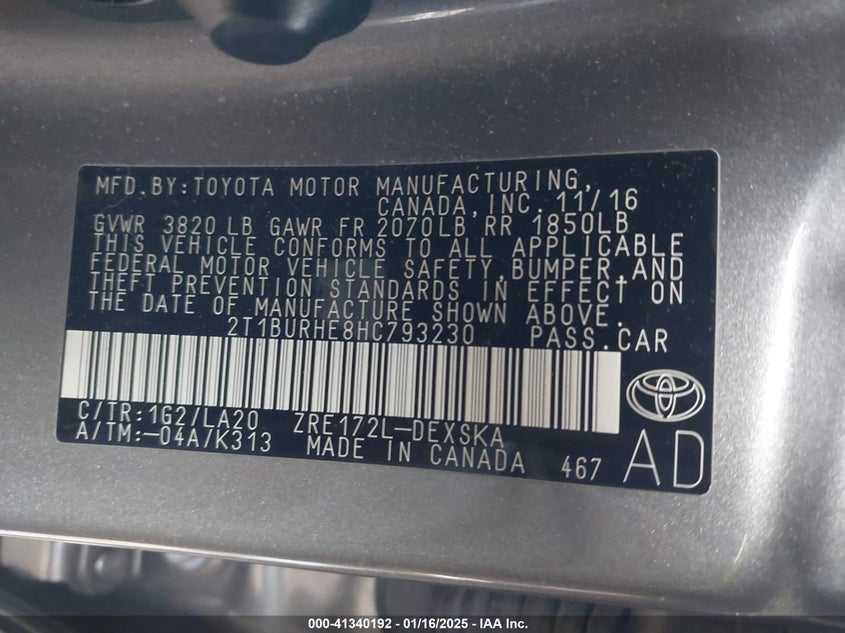 MFD.BY:TOYOTA MOTOR MANUFACTURING,
CANADA,INC. 11/16
GVWR 3820 LB GAWR FR 2070LB RR 1850LB
THIS VEHICLE CONFORMS TO ALL APPLICABLE
FEDERAL MOTOR VEHICLE SAFETY,BUMPER,AND
THEFT PREVENTION STANDARDS IN EFFECT ON
THE DATE OF MANUFACTURE SHOWN ABOVE.
2T1BURHE8HC793230 PASS.CAR
C/TR:162/LA20 ZRE172L-DEXSKA
A/TM:-04A/K313 MADE IN CANADA 467 AD
000-41340192 - 01/16/2025 - IAA Inc.